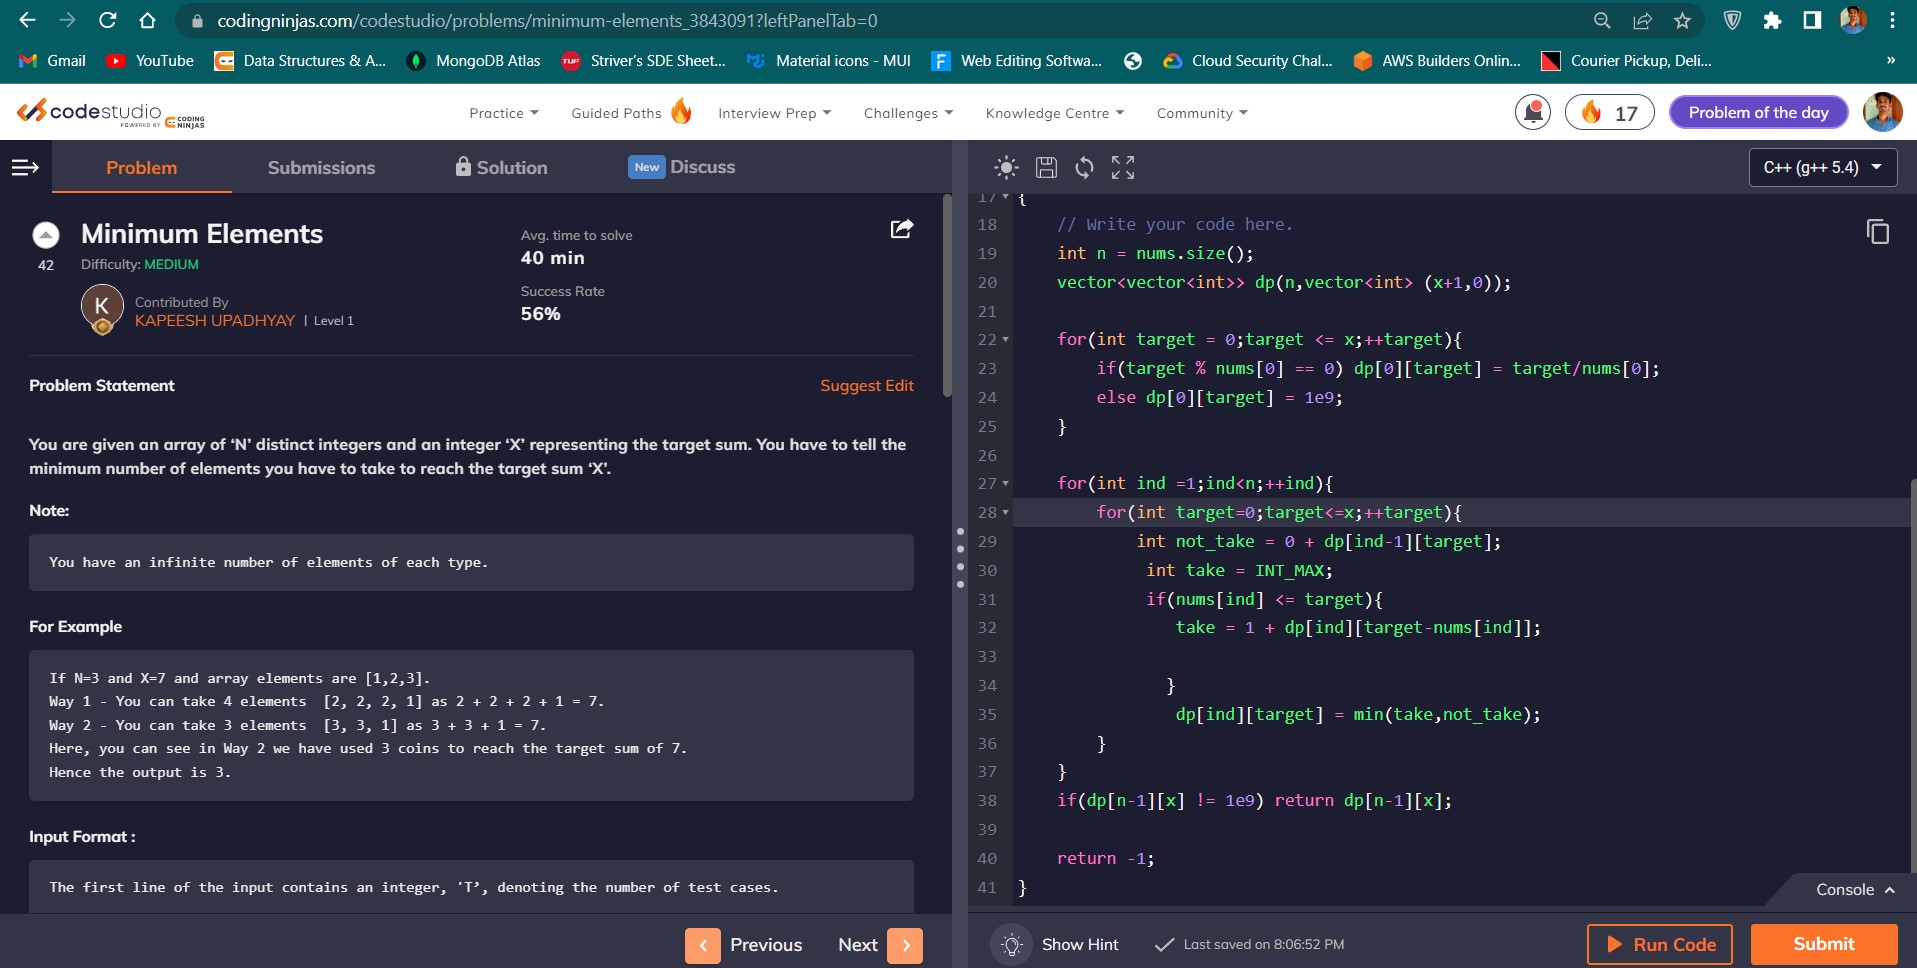 codingninjas.com/codestudio/problems/minimum-elements_3843091?leftPanelTab=0
Gmail YouTube Data Structures & A... MongoDB Atlas TUF Striver's SDE Sheet... Material icons - MUI F Web Editing Softwa... Cloud Security Chal... AWS Builders Onlin... Courier Pickup, Deli... »
codestudio
POWERED BY CODING NINJAS
Practice Guided Paths Interview Prep Challenges Knowledge Centre Community 17 Problem of the day
Problem Submissions Solution New Discuss
C++ (g++ 5.4)
Minimum Elements
42
Difficulty: MEDIUM
K
Contributed By
KAPEESH UPADHYAY | Level 1
Avg. time to solve
40 min
Success Rate
56%
Problem Statement Suggest Edit
You are given an array of ‘N’ distinct integers and an integer ‘X’ representing the target sum. You have to tell the
minimum number of elements you have to take to reach the target sum ‘X’.
Note:
You have an infinite number of elements of each type.
For Example
If N=3 and X=7 and array elements are [1,2,3].
Way 1 - You can take 4 elements  [2, 2, 2, 1] as 2 + 2 + 2 + 1 = 7.
Way 2 - You can take 3 elements  [3, 3, 1] as 3 + 3 + 1 = 7.
Here, you can see in Way 2 we have used 3 coins to reach the target sum of 7.
Hence the output is 3.
Input Format :
The first line of the input contains an integer, 'T’, denoting the number of test cases.
Previous Next
17 {
18 // Write your code here.
19 int n = nums.size();
20 vector<vector<int>> dp(n,vector<int> (x+1,0));
21
22 for(int target = 0;target <= x;++target){
23 if(target % nums[0] == 0) dp[0][target] = target/nums[0];
24 else dp[0][target] = 1e9;
25 }
26
27 for(int ind =1;ind<n;++ind){
28 for(int target=0;target<=x;++target){
29 int not_take = 0 + dp[ind-1][target];
30 int take = INT_MAX;
31 if(nums[ind] <= target){
32 take = 1 + dp[ind][target-nums[ind]];
33
34 }
35 dp[ind][target] = min(take,not_take);
36 }
37 }
38 if(dp[n-1][x] != 1e9) return dp[n-1][x];
39
40 return -1;
41 }
Console
Show Hint Last saved on 8:06:52 PM Run Code Submit